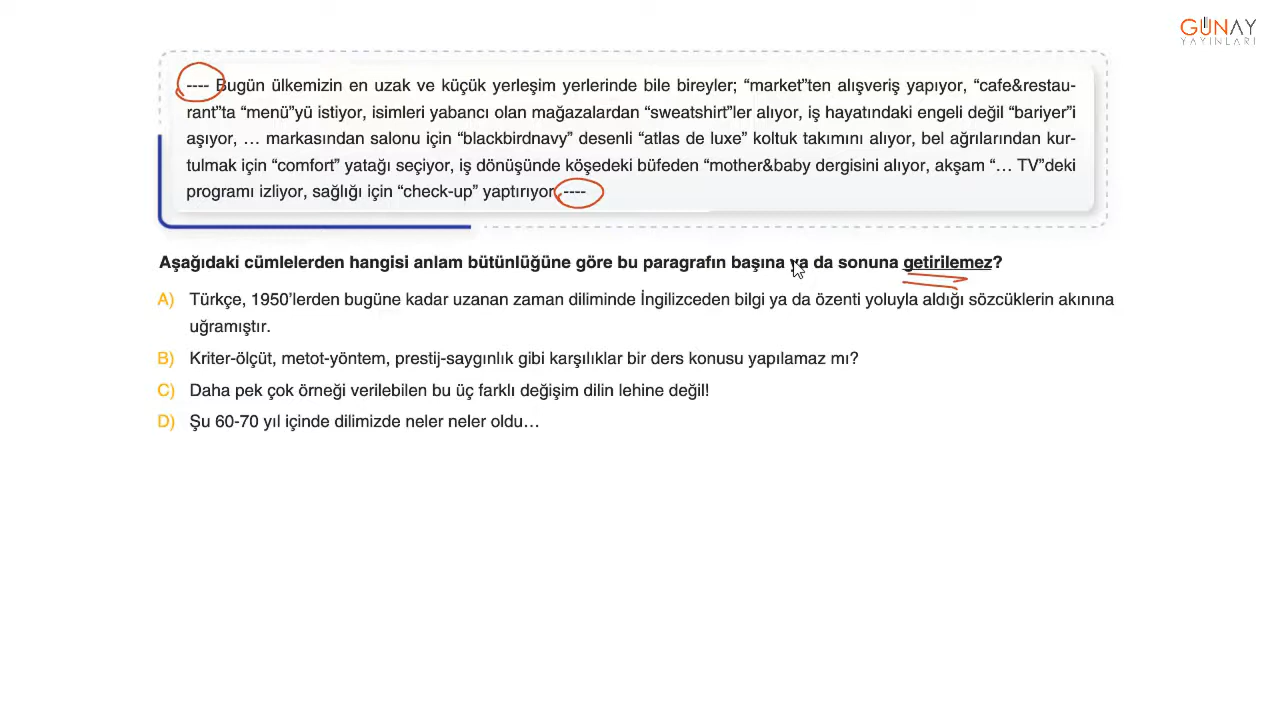 GÜNAY
YAYINLARI
---- Bugün ülkemizin en uzak ve küçük yerleşim yerlerinde bile bireyler; “market”ten alışveriş yapıyor, “cafe&restau-
rant”ta “menü”yü istiyor, isimleri yabancı olan mağazalardan “sweatshirt”ler alıyor, iş hayatındaki engeli değil “bariyer”i
aşıyor, … markasından salonu için “blackbirdnavy” desenli “atlas de luxe” koltuk takımını alıyor, bel ağrılarından kur-
tulmak için “comfort” yatağı seçiyor, iş dönüşünde köşedeki büfeden “mother&baby dergisini alıyor, akşam “… TV”deki
programı izliyor, sağlığı için “check-up” yaptırıyor. ----
Aşağıdaki cümlelerden hangisi anlam bütünlüğüne göre bu paragrafın başına ya da sonuna getirilemez?
A) Türkçe, 1950’lerden bugüne kadar uzanan zaman diliminde İngilizceden bilgi ya da özenti yoluyla aldığı sözcüklerin akınına
uğramıştır.
B) Kriter-ölçüt, metot-yöntem, prestij-saygınlık gibi karşılıklar bir ders konusu yapılamaz mı?
C) Daha pek çok örneği verilebilen bu üç farklı değişim dilin lehine değil!
D) Şu 60-70 yıl içinde dilimizde neler neler oldu…